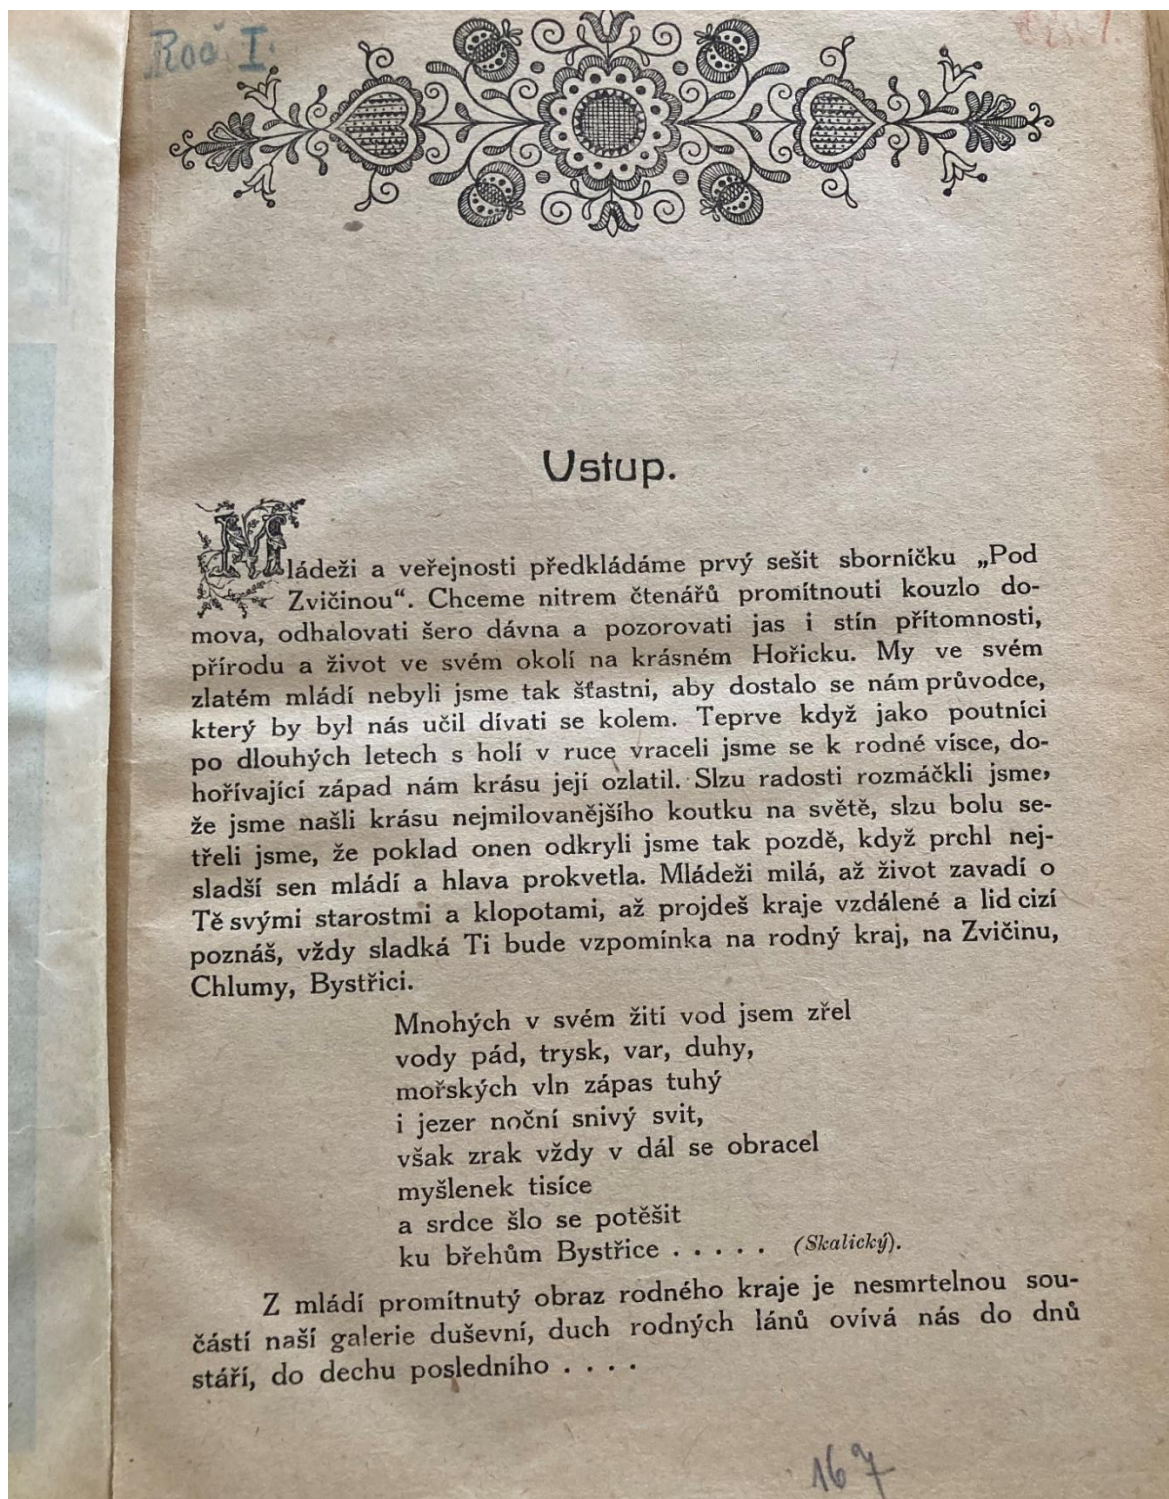 Roč I.
Čís. 1.
Vstup.
Mládeži a veřejnosti předkládáme prvý sešit sborníčku „Pod
Zvičinou“. Chceme nitrem čtenářů promítnouti kouzlo do-
mova, odhalovati šero dávna a pozorovati jas i stín přítomnosti,
přírodu a život ve svém okolí na krásném Hořicku. My ve svém
zlatém mládí nebyli jsme tak šťastni, aby dostalo se nám průvodce,
který by byl nás učil dívati se kolem. Teprve když jako poutníci
po dlouhých letech s holí v ruce vraceli jsme se k rodné vísce, do-
hořívající západ nám krásu její ozlatil. Slzu radosti rozmáčkli jsme,
že jsme našli krásu nejmilovanějšího koutku na světě, slzu bolu se-
třeli jsme, že poklad onen odkryli jsme tak pozdě, když prchl nej-
sladší sen mládí a hlava prokvetla. Mládeži milá, až život zavadí o
Tě svými starostmi a klopotami, až projdeš kraje vzdálené a lid cizí
poznáš, vždy sladká Ti bude vzpomínka na rodný kraj, na Zvičinu,
Chlumy, Bystřici.
Mnohých v svém žití vod jsem zřel
vody pád, trysk, var, duhy,
mořských vln zápas tuhý
i jezer noční snivý svit,
však zrak vždy v dál se obracel
myšlenek tisíce
a srdce šlo se potěšit
ku břehům Bystřice . . . . . (Skalický).
Z mládí promítnutý obraz rodného kraje je nesmrtelnou sou-
částí naší galerie duševní, duch rodných lánů ovívá nás do dnů
stáří, do dechu posledního . . . .
167